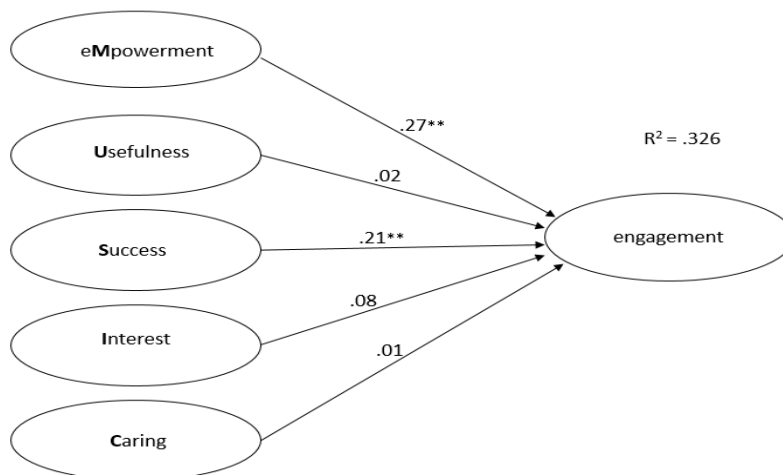 eMpowerment
.27**
R² = .326
Usefulness
.02
engagement
Success
.21**
Interest
.08
Caring
.01